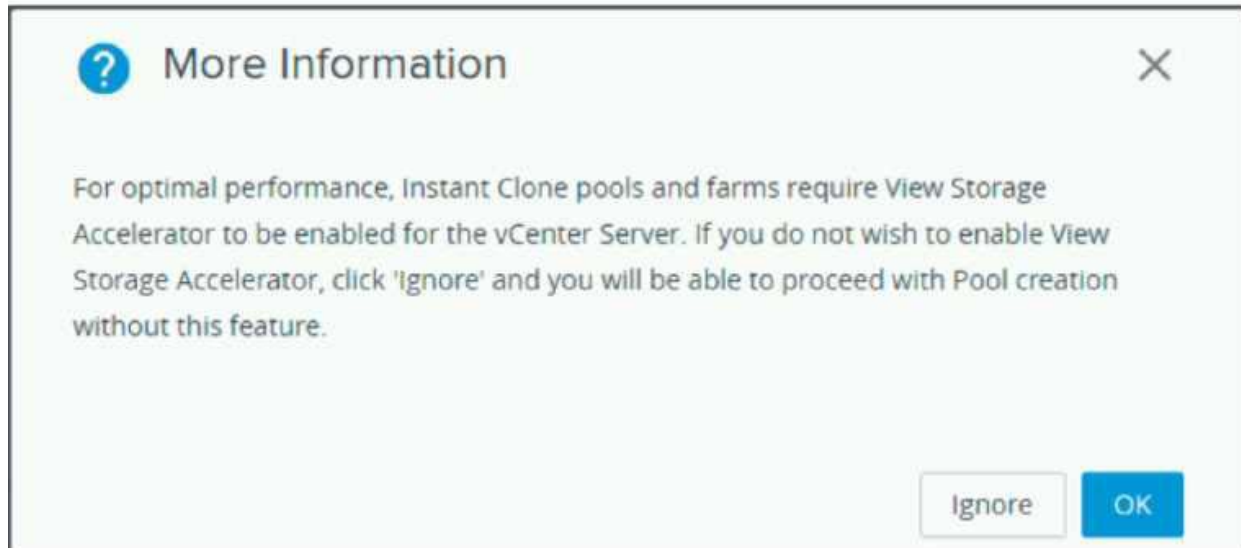 More Information
For optimal performance, Instant Clone pools and farms require View Storage
Accelerator to be enabled for the vCenter Server. If you do not wish to enable View
Storage Accelerator, click 'Ignore' and you will be able to proceed with Pool creation
without this feature.
Ignore OK